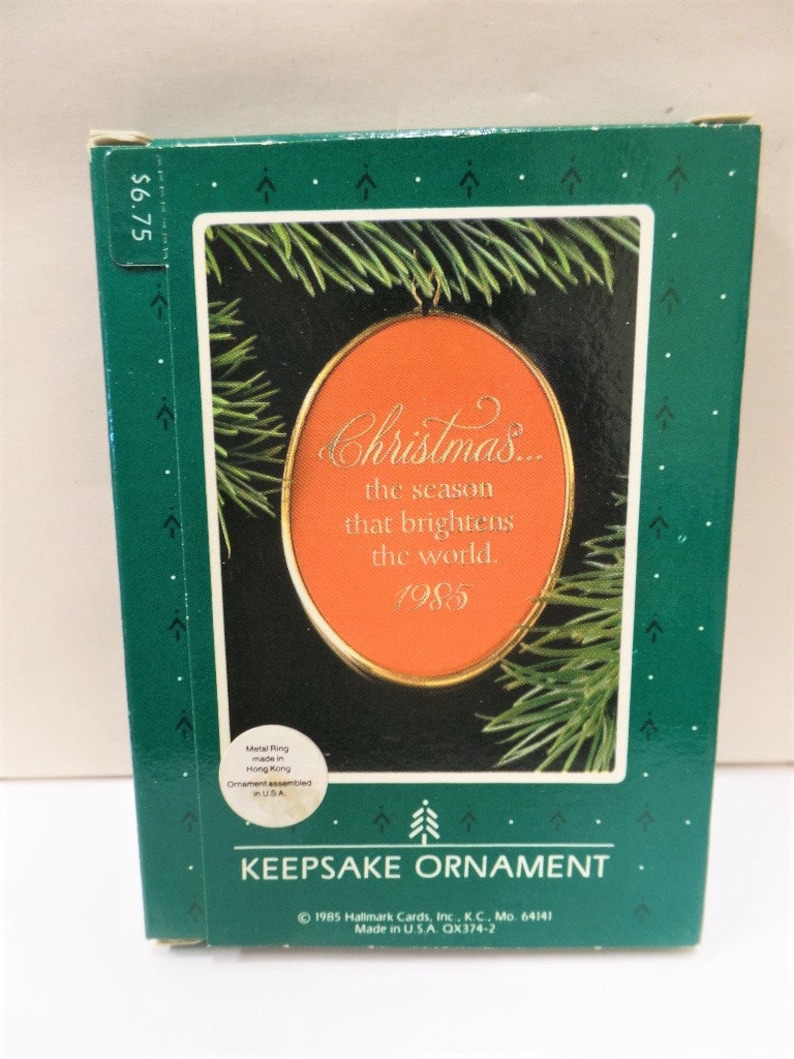 $6.75
Christmas...
the season
that brightens
the world.
1985
Metal Ring
made in
Hong Kong
Ornament assembled
in U.S.A.
KEEPSAKE ORNAMENT
© 1985 Hallmark Cards, Inc., K.C., Mo. 64141
Made in U.S.A. QX374-2